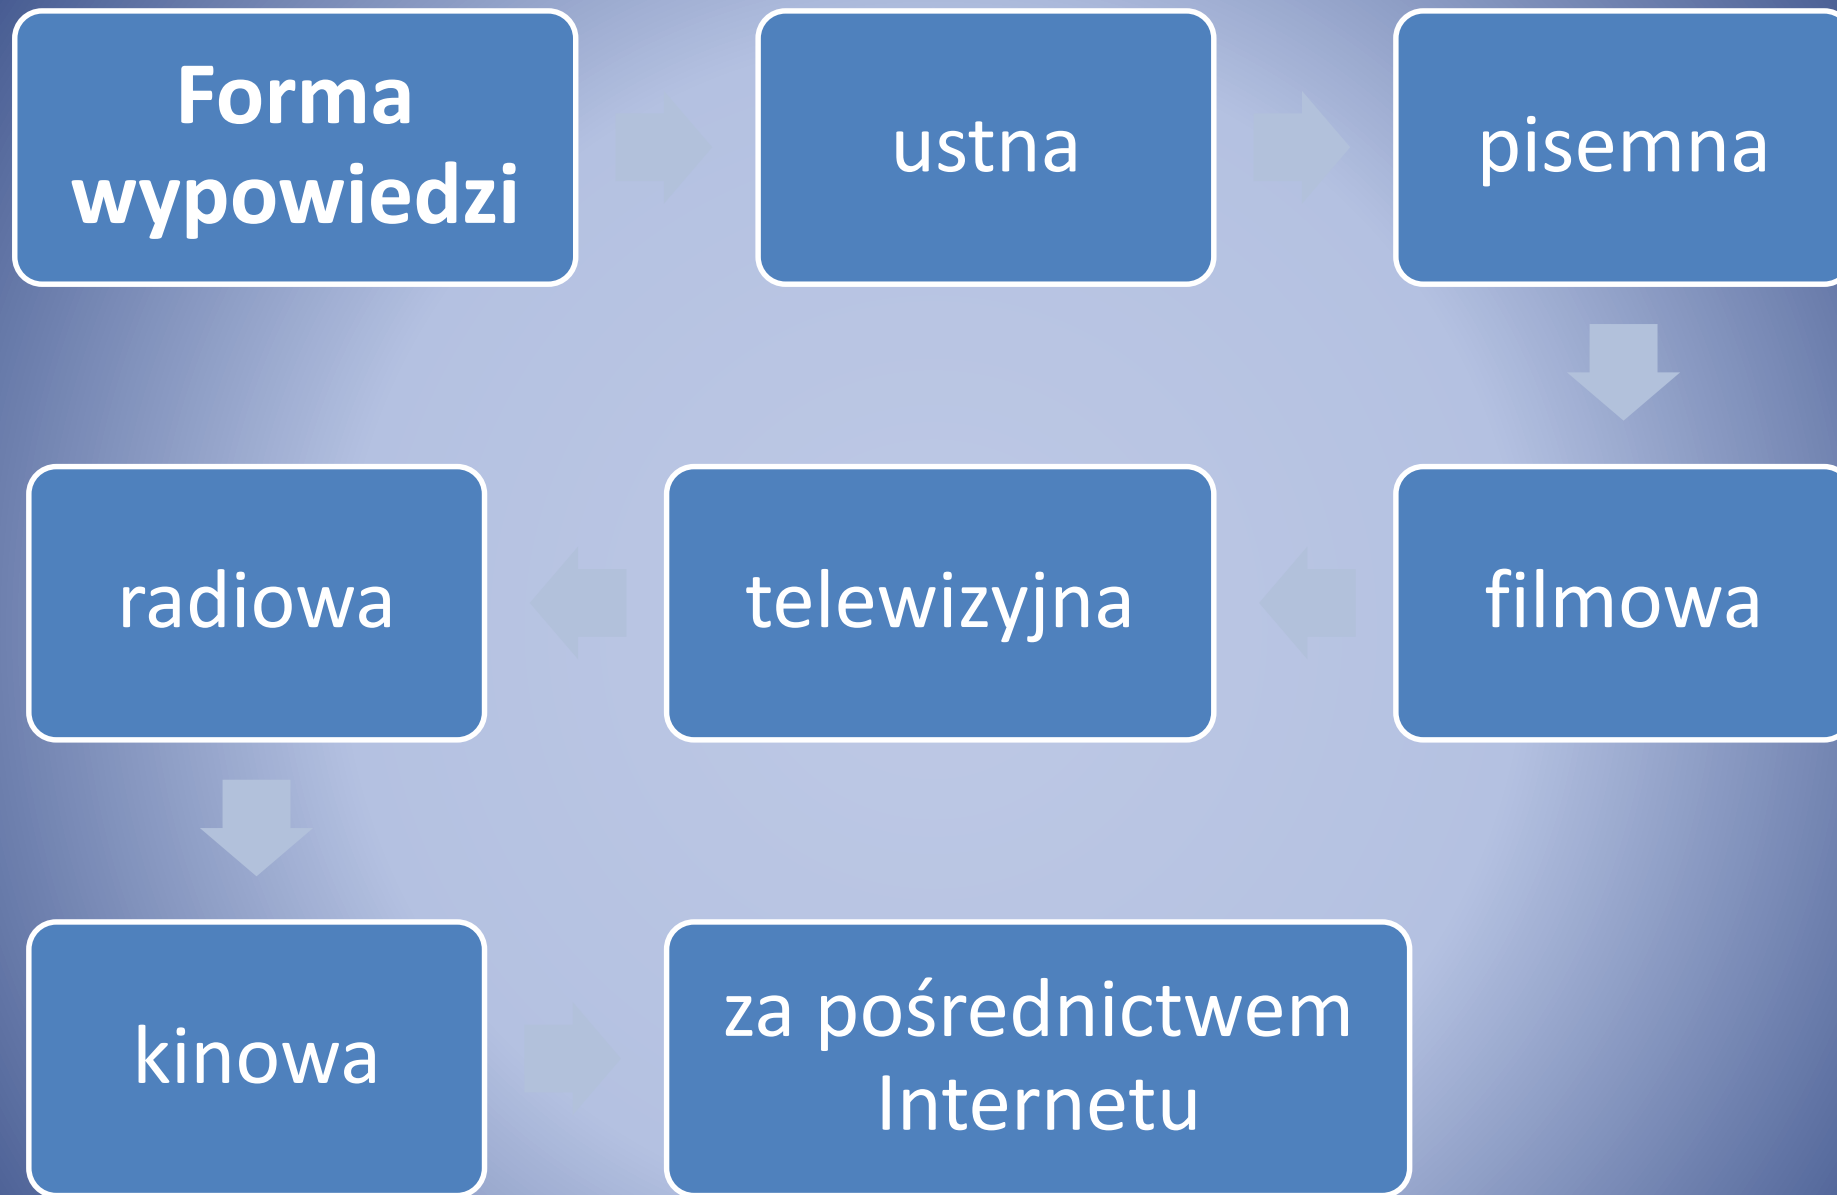 Forma
wypowiedzi
ustna
pisemna
filmowa
telewizyjna
radiowa
kinowa
za pośrednictwem
Internetu